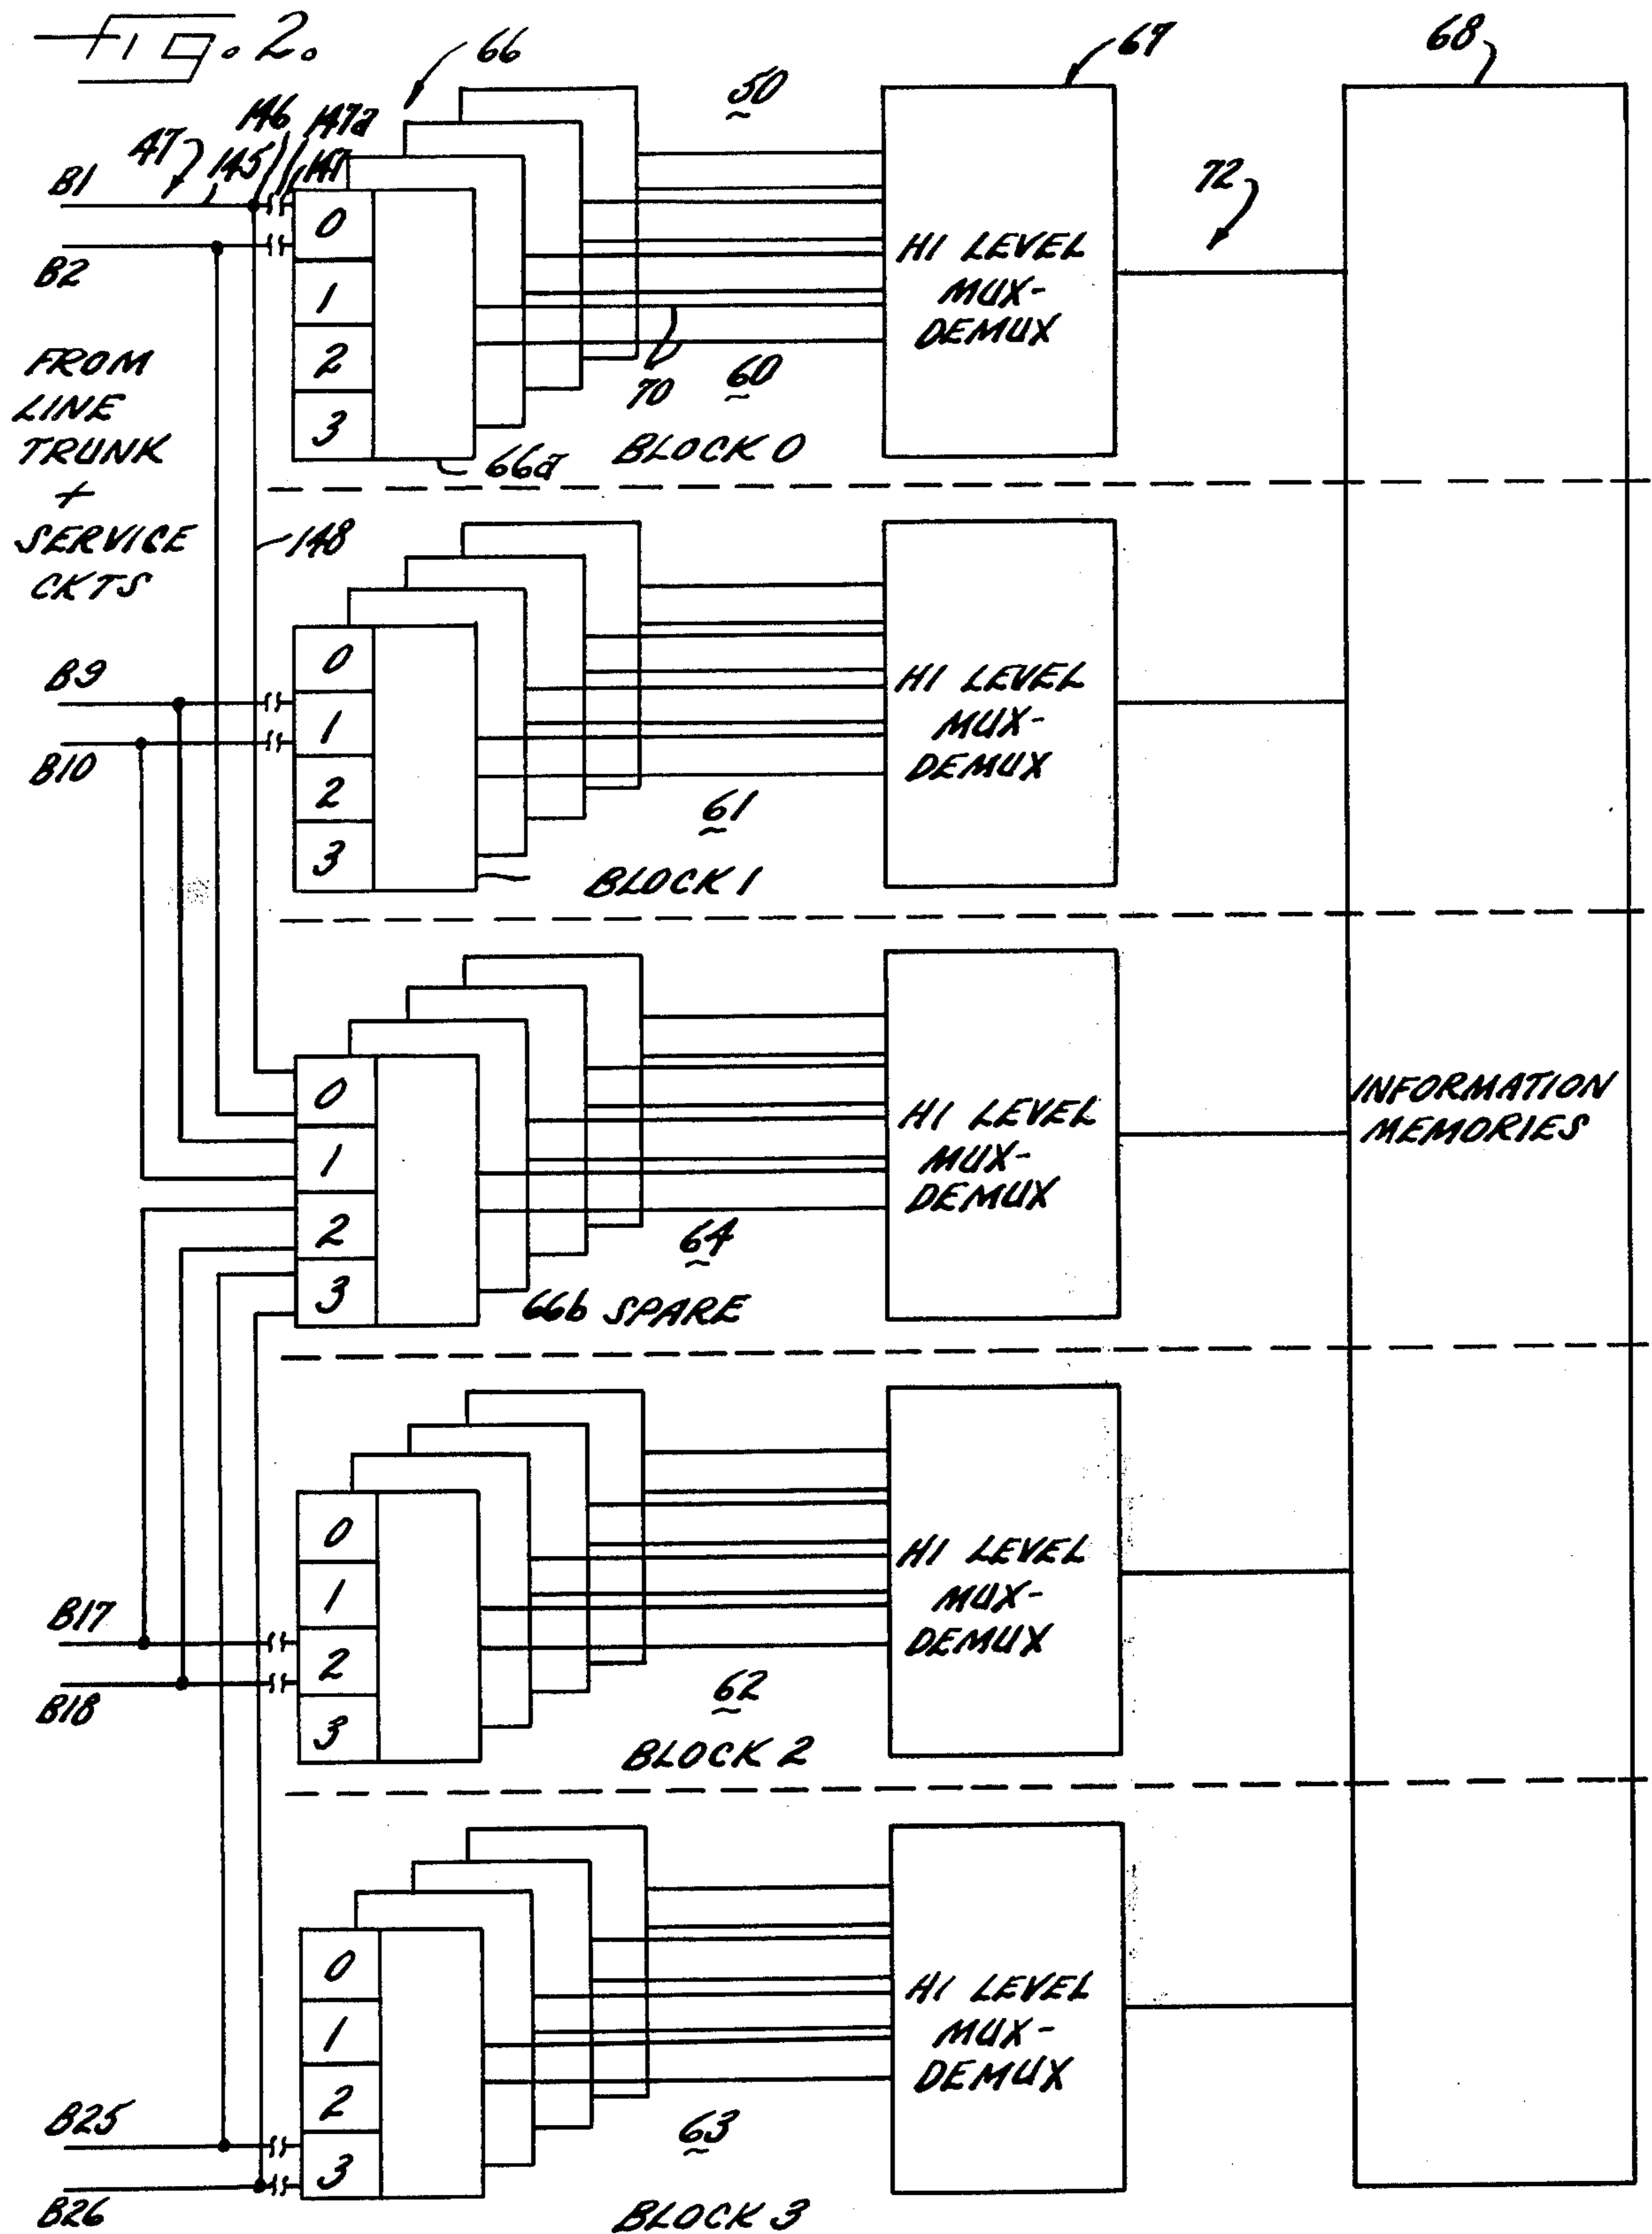 Fig. 2.
66
50
67
68
47
145
146
147a
147
B1
B2
72
0
1
2
3
HI LEVEL
MUX-
DEMUX
70
60
66a
BLOCK 0
FROM
LINE
TRUNK
+
SERVICE
CKTS
148
B9
B10
0
1
2
3
HI LEVEL
MUX-
DEMUX
61
BLOCK 1
0
1
2
3
HI LEVEL
MUX-
DEMUX
64
66b SPARE
INFORMATION
MEMORIES
B17
B18
0
1
2
3
HI LEVEL
MUX-
DEMUX
62
BLOCK 2
0
1
2
3
HI LEVEL
MUX-
DEMUX
63
B25
B26
BLOCK 3